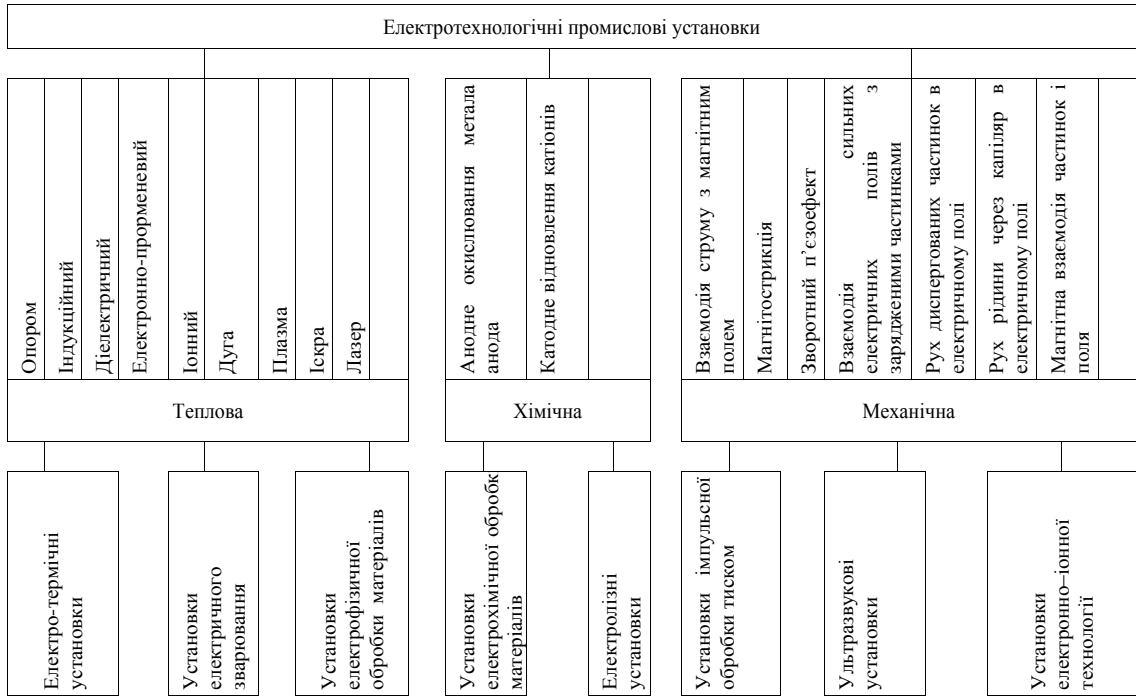 Електротехнологічні промислові установки
Опором
Індукційний
Діелектричний
Електронно-прорменевий
Іонний
Дуга
Плазма
Іскра
Лазер
Теплова
Анодне окислювання метала
анода
Катодне відновлення катіонів
Хімічна
Взаємодія струму з магнітним
полем
Магнітострикція
Зворотний п’єзоефект
Взаємодія сильних
електричних полів з
зарядженими частинками
Рух диспергованих частинок в
електричному полі
Рух рідини через капіляр в
електричному полі
Магнітна взаємодія частинок і
поля
Механічна
Електро-термічні
установки
Установки
електричного
зварювання
Установки
електрофізичної
обробки матеріалів
Установки
електрохімічної обробк
матеріалів
Електролізні
установки
Установки імпульсної
обробки тиском
Ультразвукові
установки
Установки
електронно–іонної
технології